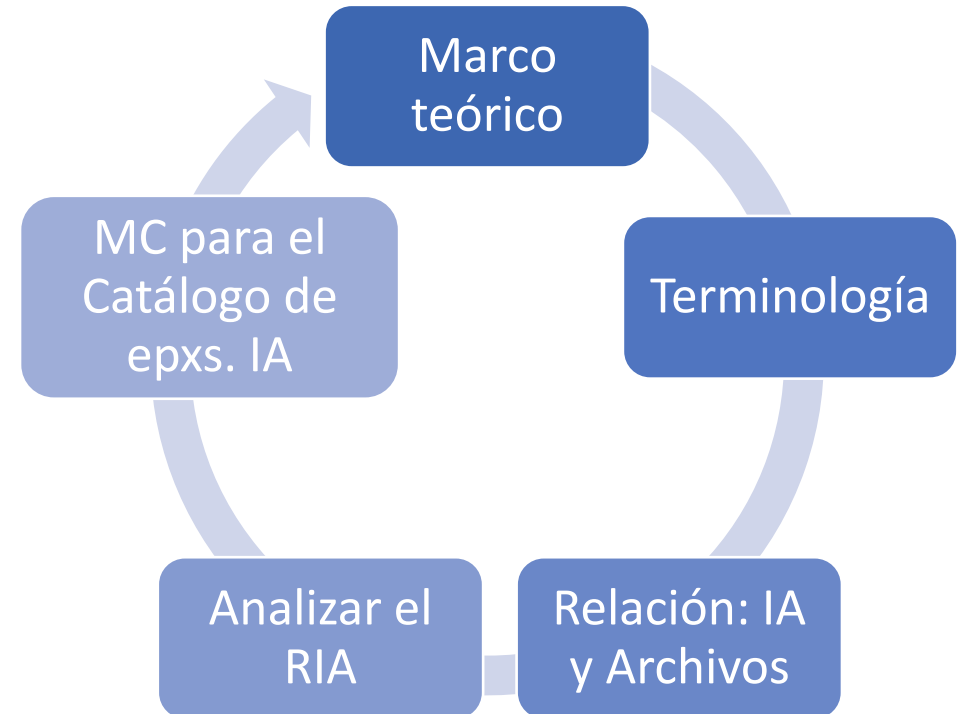 Marco
teórico
Terminología
Relación: IA
y Archivos
Analizar el
RIA
MC para el
Catálogo de
epxs. IA